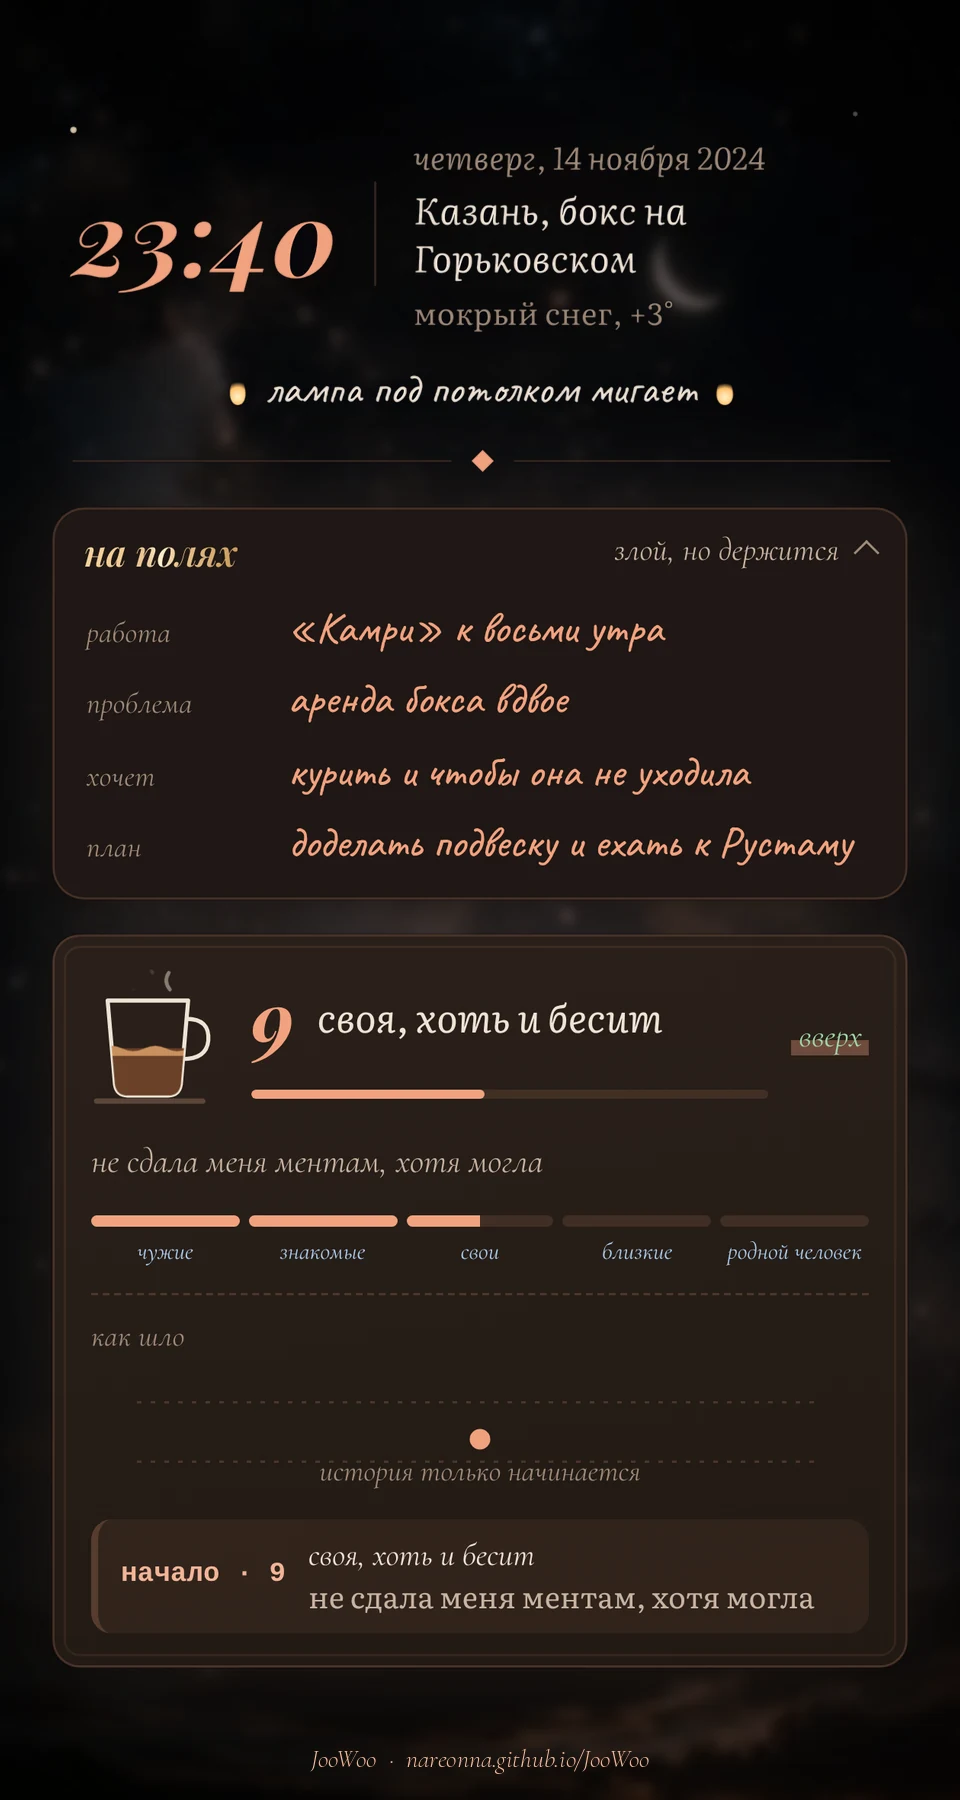 четверг, 14 ноября 2024
23:40
Казань, бокс на
Горьковском
мокрый снег, +3°
лампа под потолком мигает
на полях
злой, но держится
работа
«Камри» к восьми утра
проблема
аренда бокса вдвое
хочет
курить и чтобы она не уходила
план
доделать подвеску и ехать к Рустаму
9 своя, хоть и бесит
вверх
не сдала меня ментам, хотя могла
чужие знакомые свои близкие родной человек
как шло
история только начинается
начало · 9
своя, хоть и бесит
не сдала меня ментам, хотя могла
JooWoo · nareonna.github.io/JooWoo